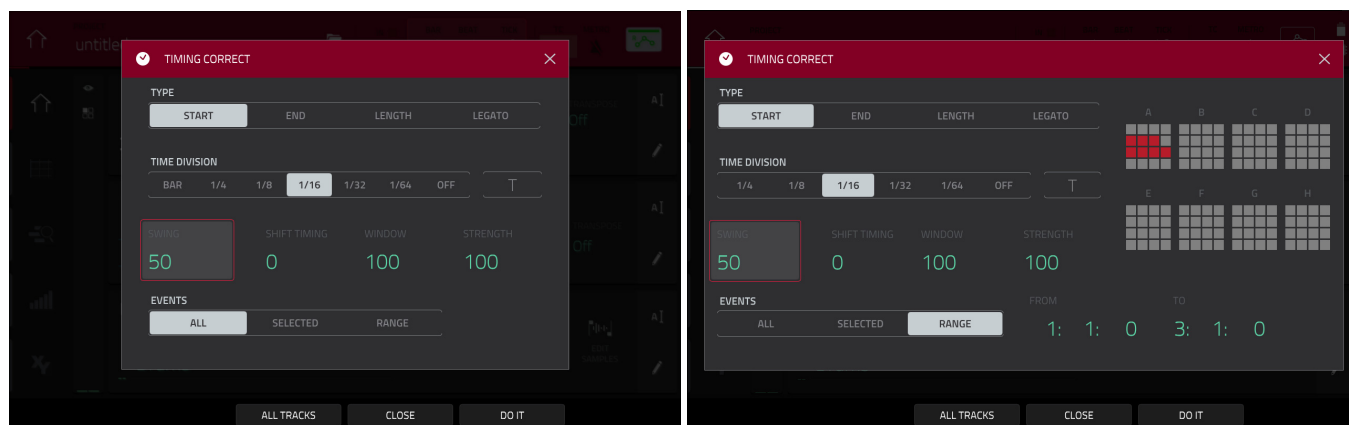 untitle
TIMING CORRECT
TYPE
START END LENGTH LEGATO
TIME DIVISION
BAR 1/4 1/8 1/16 1/32 1/64 OFF T
SWING SHIFT TIMING WINDOW STRENGTH
50 0 100 100
EVENTS
ALL SELECTED RANGE
Off
Off
ALL TRACKS CLOSE DO IT
TIMING CORRECT
TYPE
START END LENGTH LEGATO
A B C D
TIME DIVISION
1/4 1/8 1/16 1/32 1/64 OFF T
E F G H
SWING SHIFT TIMING WINDOW STRENGTH
50 0 100 100
EVENTS
ALL SELECTED RANGE
FROM TO
1: 1: 0 3: 1: 0
ALL TRACKS CLOSE DO IT